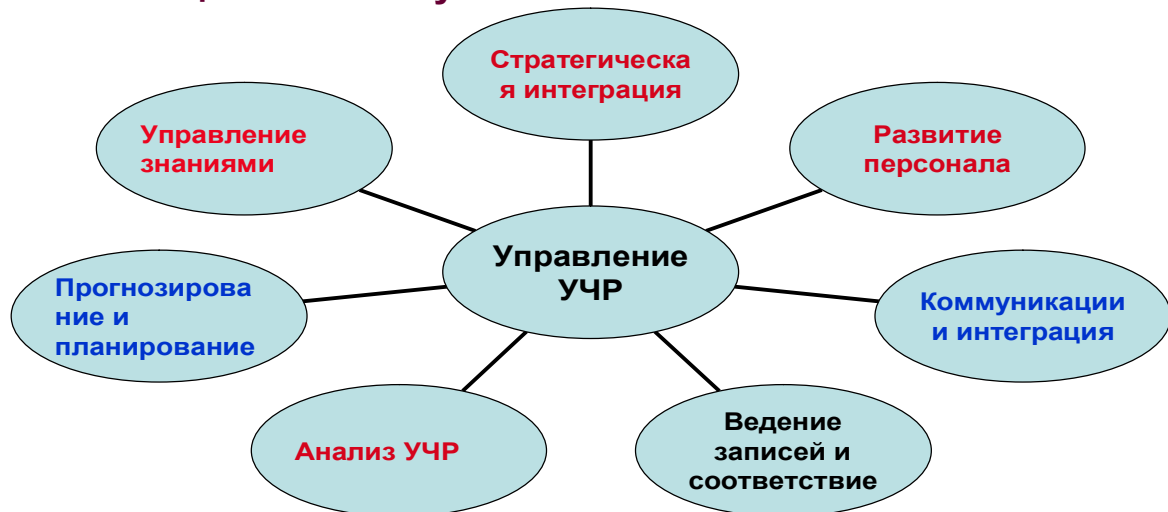 Стратегическа
я интеграция
Управление
знаниями
Развитие
персонала
Управление
УЧР
Прогнозирова
ние и
планирование
Коммуникации
и интеграция
Анализ УЧР
Ведение
записей и
соответствие